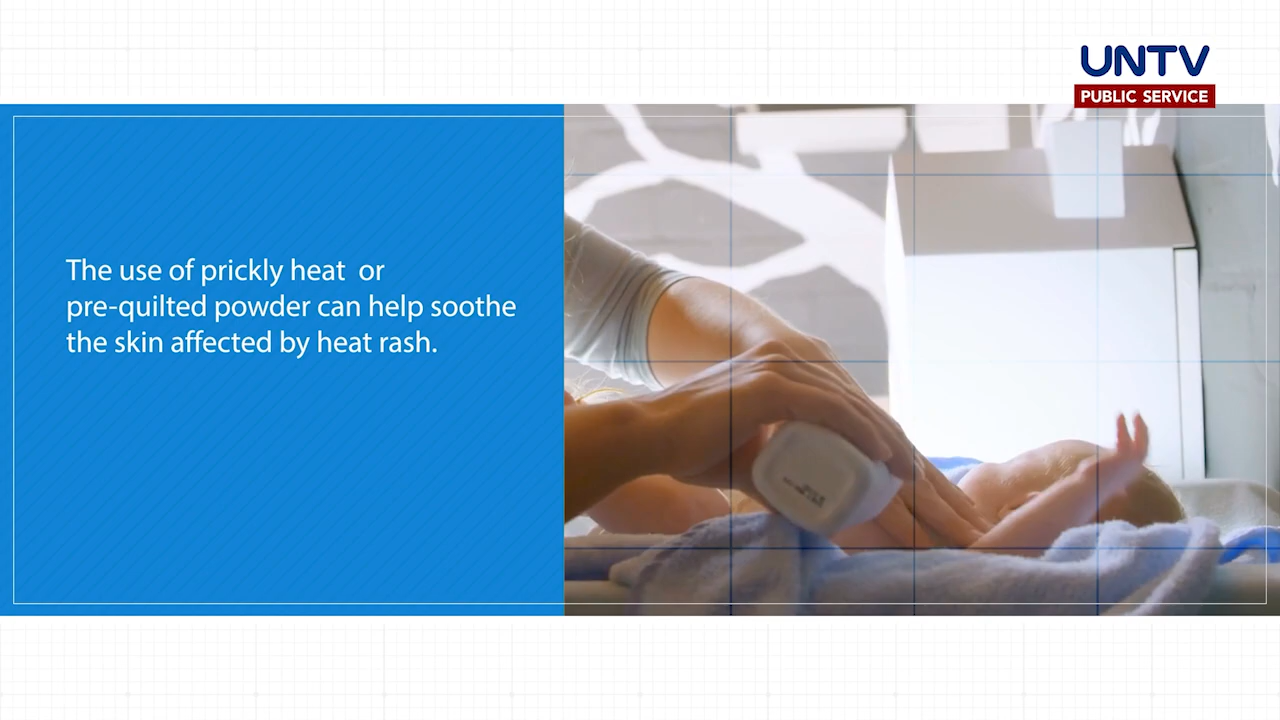 UNTV
PUBLIC SERVICE
The use of prickly heat  or
pre-quilted powder can help soothe
the skin affected by heat rash.